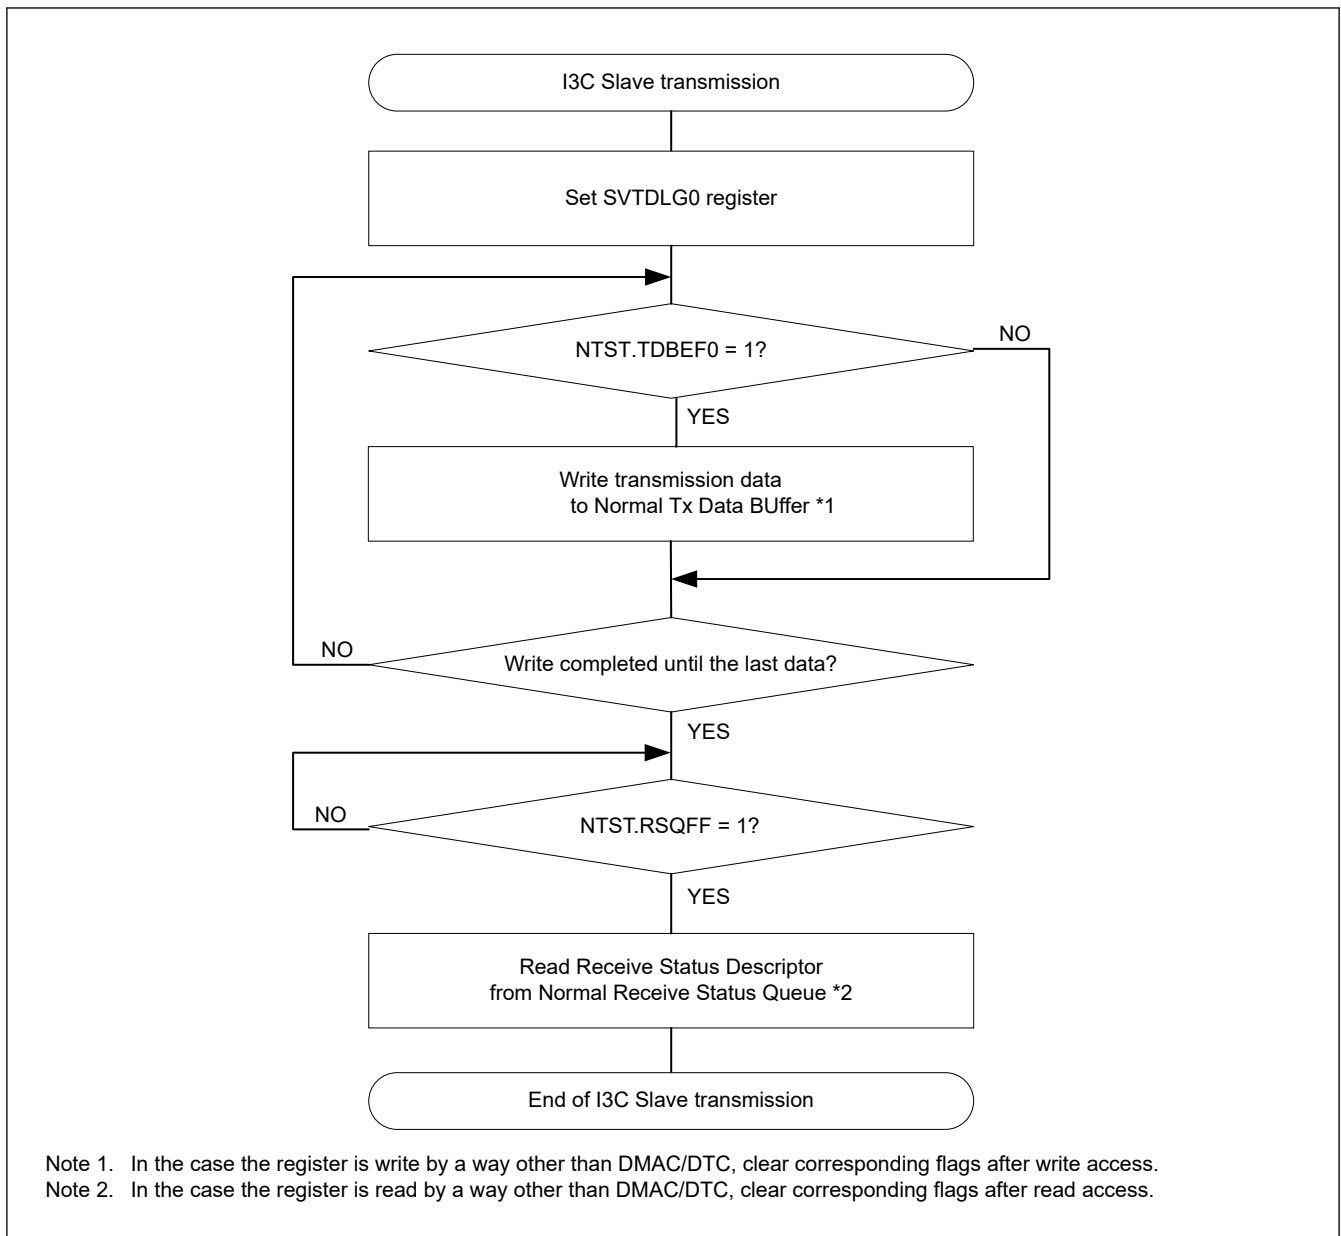 I3C Slave transmission
Set SVTDLG0 register
NTST.TDBEF0 = 1?
NO
YES
Write transmission data
to Normal Tx Data BUffer *1
NO
Write completed until the last data?
YES
NO
NTST.RSQFF = 1?
YES
Read Receive Status Descriptor
from Normal Receive Status Queue *2
End of I3C Slave transmission
Note 1. In the case the register is write by a way other than DMAC/DTC, clear corresponding flags after write access.
Note 2. In the case the register is read by a way other than DMAC/DTC, clear corresponding flags after read access.